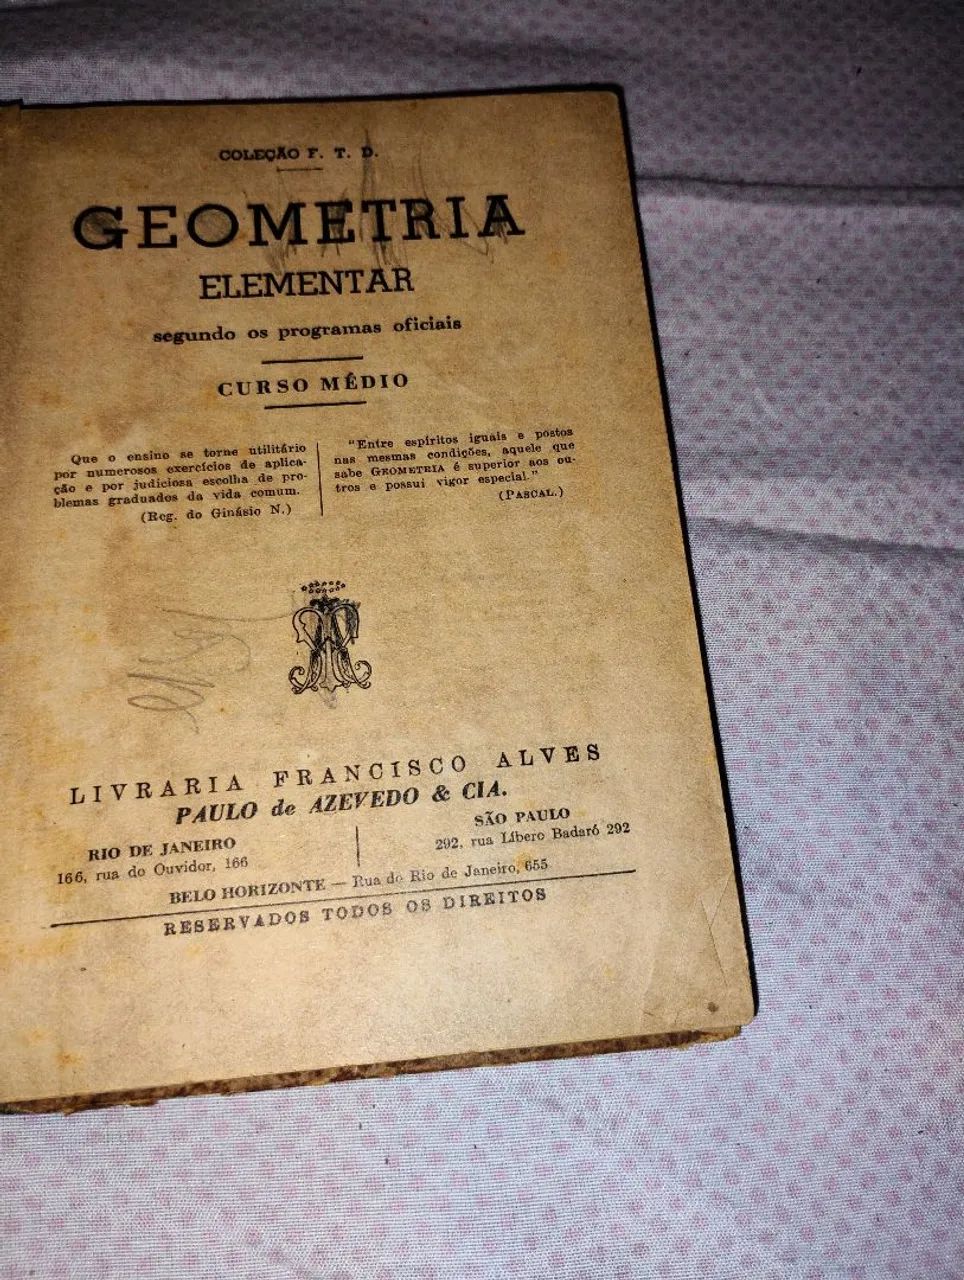 COLEÇÃO F. T. D.
GEOMETRIA
ELEMENTAR
segundo os programas oficiais
CURSO MÉDIO
Que o ensino se torne utilitário
por numerosos exercícios de aplica-
ção e por judiciosa escolha de pro-
blemas graduados da vida comum.
(Reg. do Ginásio N.)
"Entre espíritos iguais e postos
nas mesmas condições, aquele que
sabe GEOMETRIA é superior aos ou-
tros e possui vigor especial."
(PASCAL.)
LIVRARIA FRANCISCO ALVES
PAULO de AZEVEDO & CIA.
RIO DE JANEIRO
166, rua do Ouvidor, 166
SÃO PAULO
292, rua Líbero Badaró 292
BELO HORIZONTE — Rua do Rio de Janeiro, 655
RESERVADOS TODOS OS DIREITOS